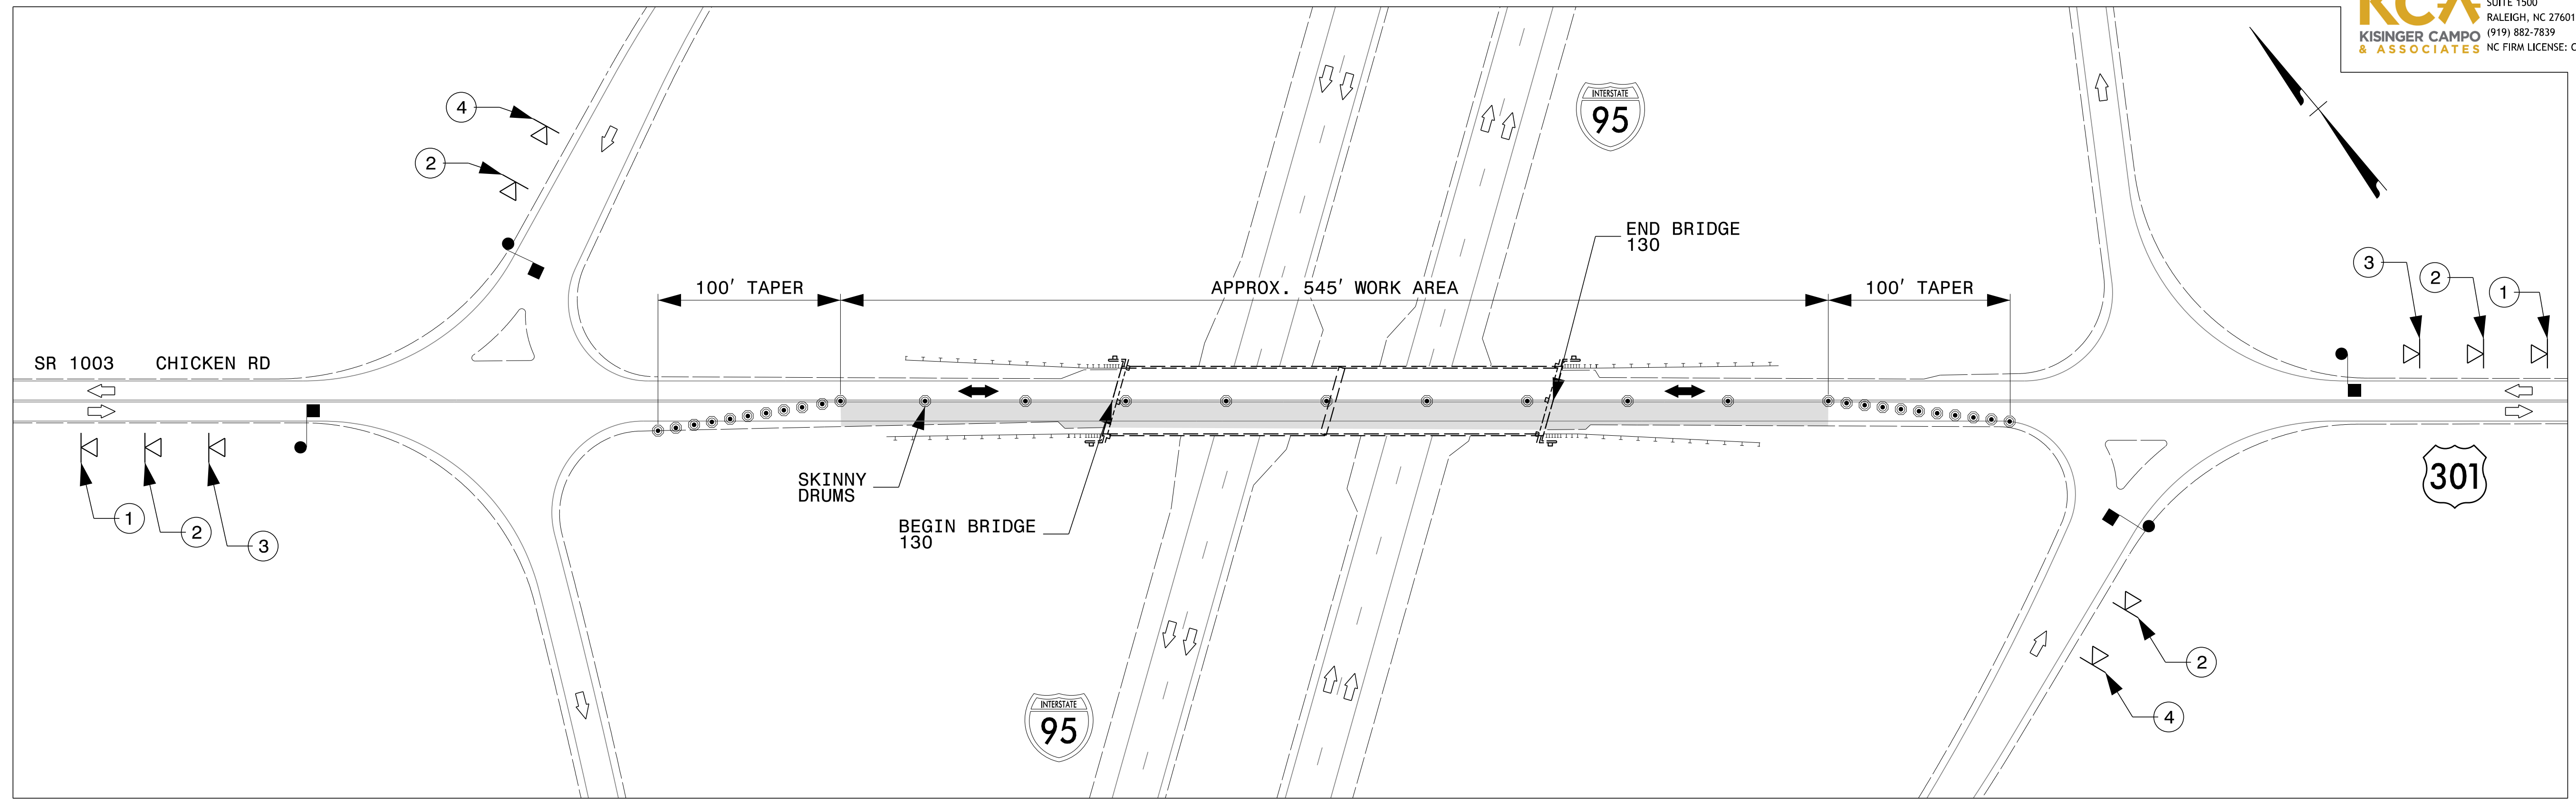 KCA
SUITE 1500
RALEIGH, NC 27601
KISINGER CAMPO
(919) 882-7839
& ASSOCIATES
NC FIRM LICENSE: C
4
INTERSTATE
95
2
END BRIDGE
130
3
2
1
100' TAPER
APPROX. 545' WORK AREA
100' TAPER
SR 1003 CHICKEN RD
301
SKINNY
DRUMS
1
2
3
BEGIN BRIDGE
130
2
4
INTERSTATE
95